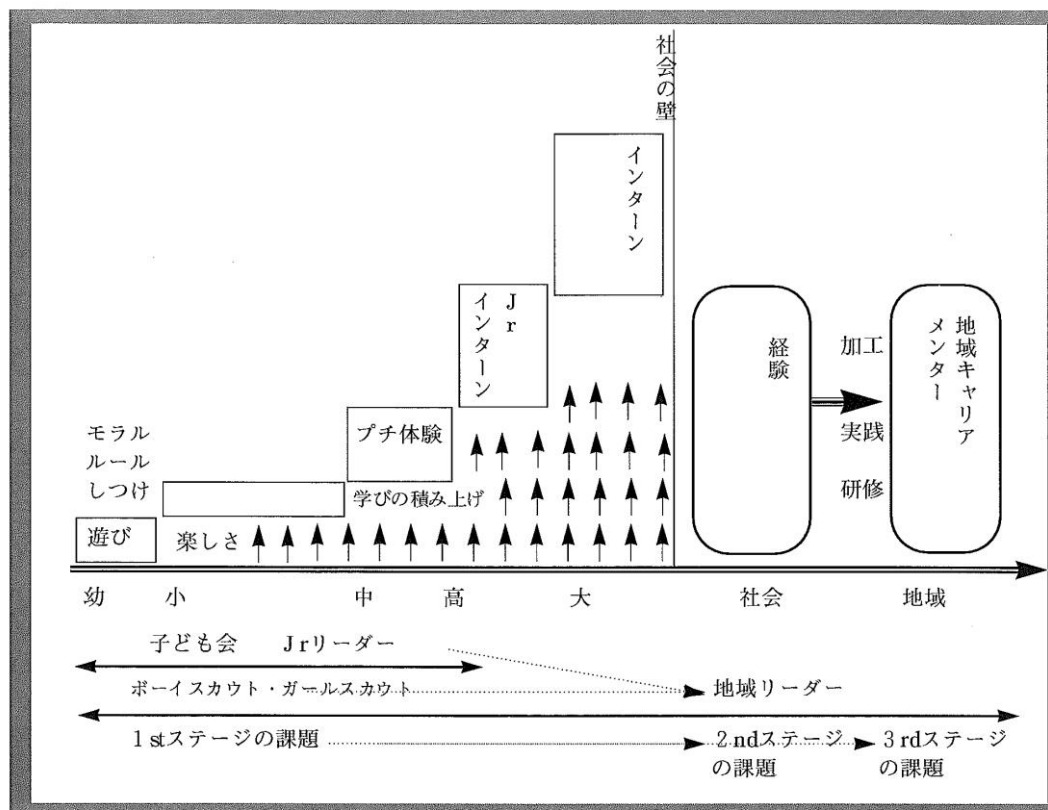 社会の壁
インターン
Jr
インターン
プチ体験
モラル
ルール
しつけ
学びの積み上げ
遊び
楽しさ
経験
加工
実践
研修
地域キャリア
メンター
幼 小 中 高 大 社会 地域
子ども会 Jrリーダー
ボーイスカウト・ガールスカウト
地域リーダー
1stステージの課題
2ndステージ
の課題
3rdステージ
の課題